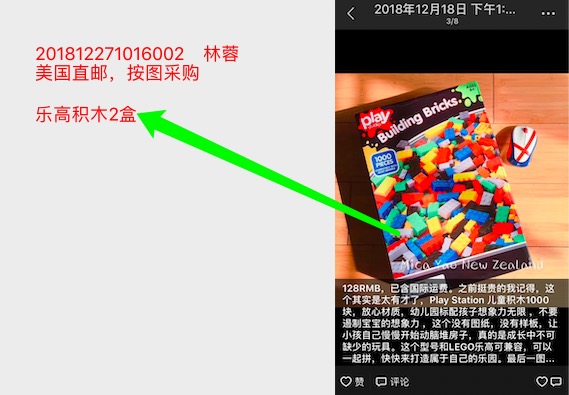 201812271016002 林蓉
美国直邮，按图采购
乐高积木2盒
2018年12月18日 下午1:...
3/8
play
Building Bricks
1000
PIECES
Mica Yao New Zealand
128RMB，已含国际运费。之前挺贵的我记得，这
个其实是太有才了，Play Station 儿童积木1000
块，放心材质，幼儿园标配孩子想象力无限 ，不要
遏制宝宝的想象力 ，这个没有图纸，没有样板，让
小孩自己慢慢开始动脑堆房子，真的是成长中不可
缺少的玩具。这个型号和LEGO乐高可兼容，可以
一起拼，快快来打造属于自己的乐园。最后一图...
赞 评论